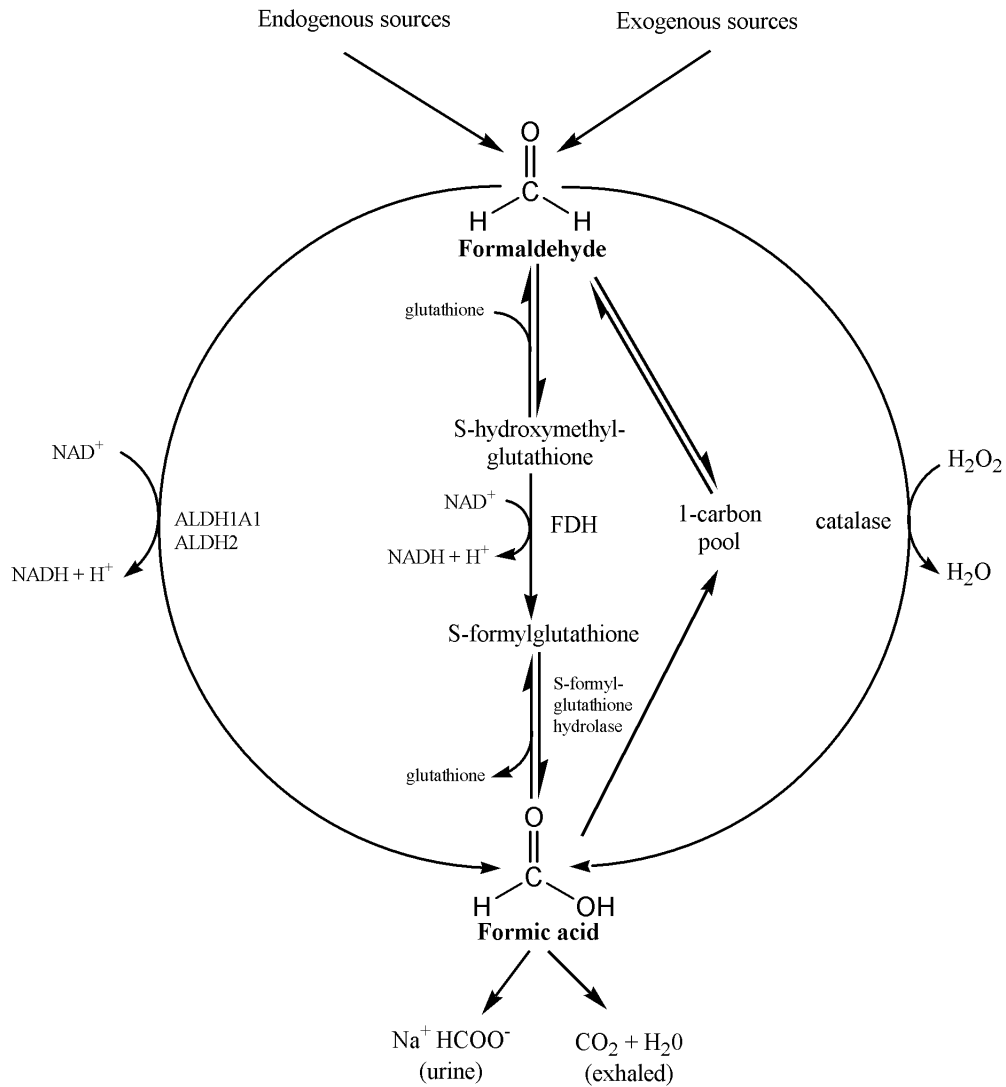 Endogenous sources
Exogenous sources
O
C
H H
Formaldehyde
glutathione
S-hydroxymethyl-
glutathione
NAD⁺
ALDH1A1
ALDH2
NADH + H⁺
NAD⁺
FDH
NADH + H⁺
1-carbon
pool
catalase
H₂O₂
H₂O
S-formylglutathione
S-formyl-
glutathione
hydrolase
glutathione
O
C
H OH
Formic acid
Na⁺ HCOO⁻
(urine)
CO₂ + H₂0
(exhaled)